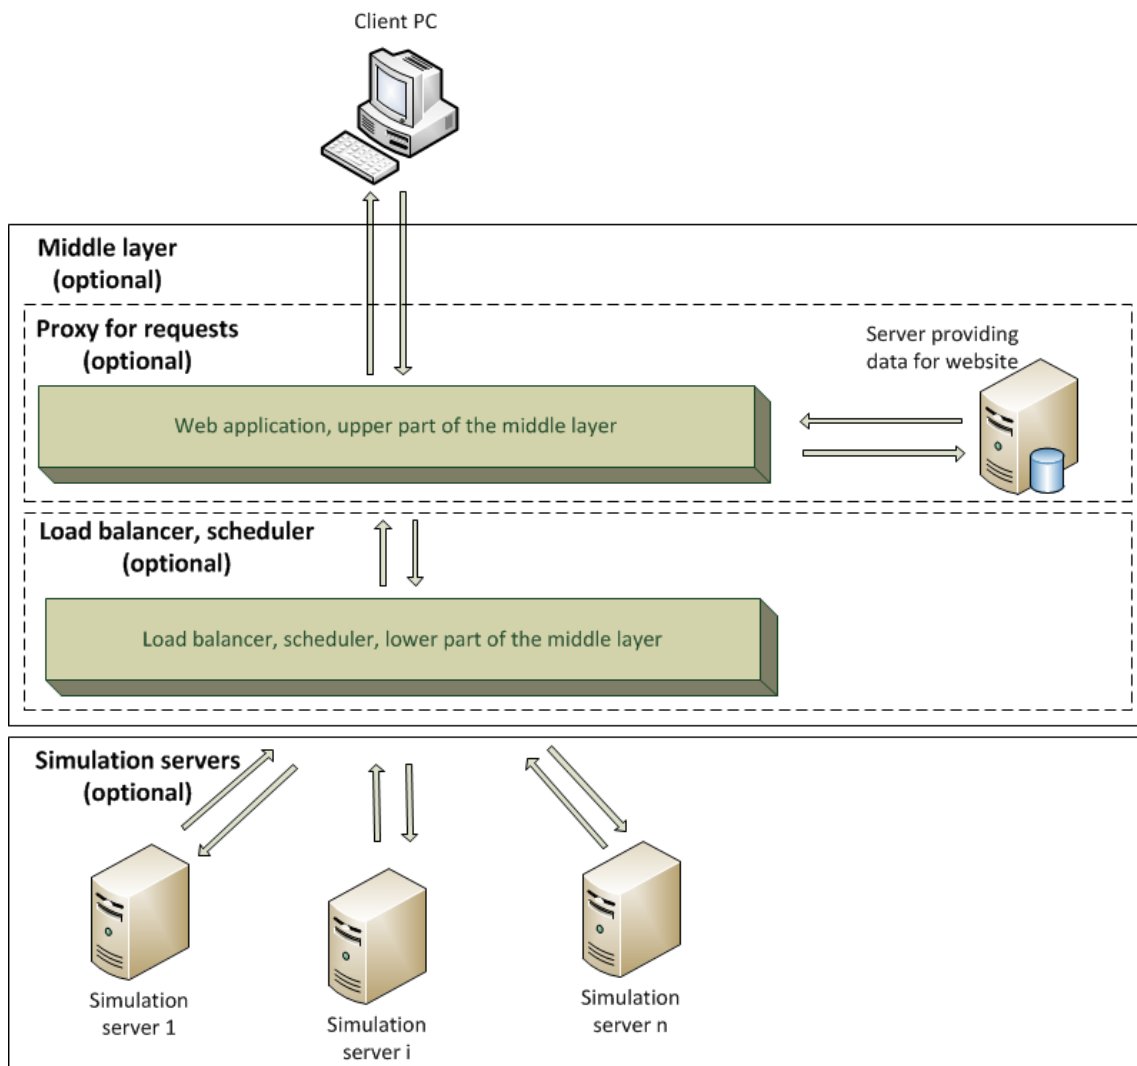 Client PC
Middle layer
(optional)
Proxy for requests
(optional)
Server providing
data for website
Web application, upper part of the middle layer
Load balancer, scheduler
(optional)
Load balancer, scheduler, lower part of the middle layer
Simulation servers
(optional)
Simulation
server 1
Simulation
server i
Simulation
server n